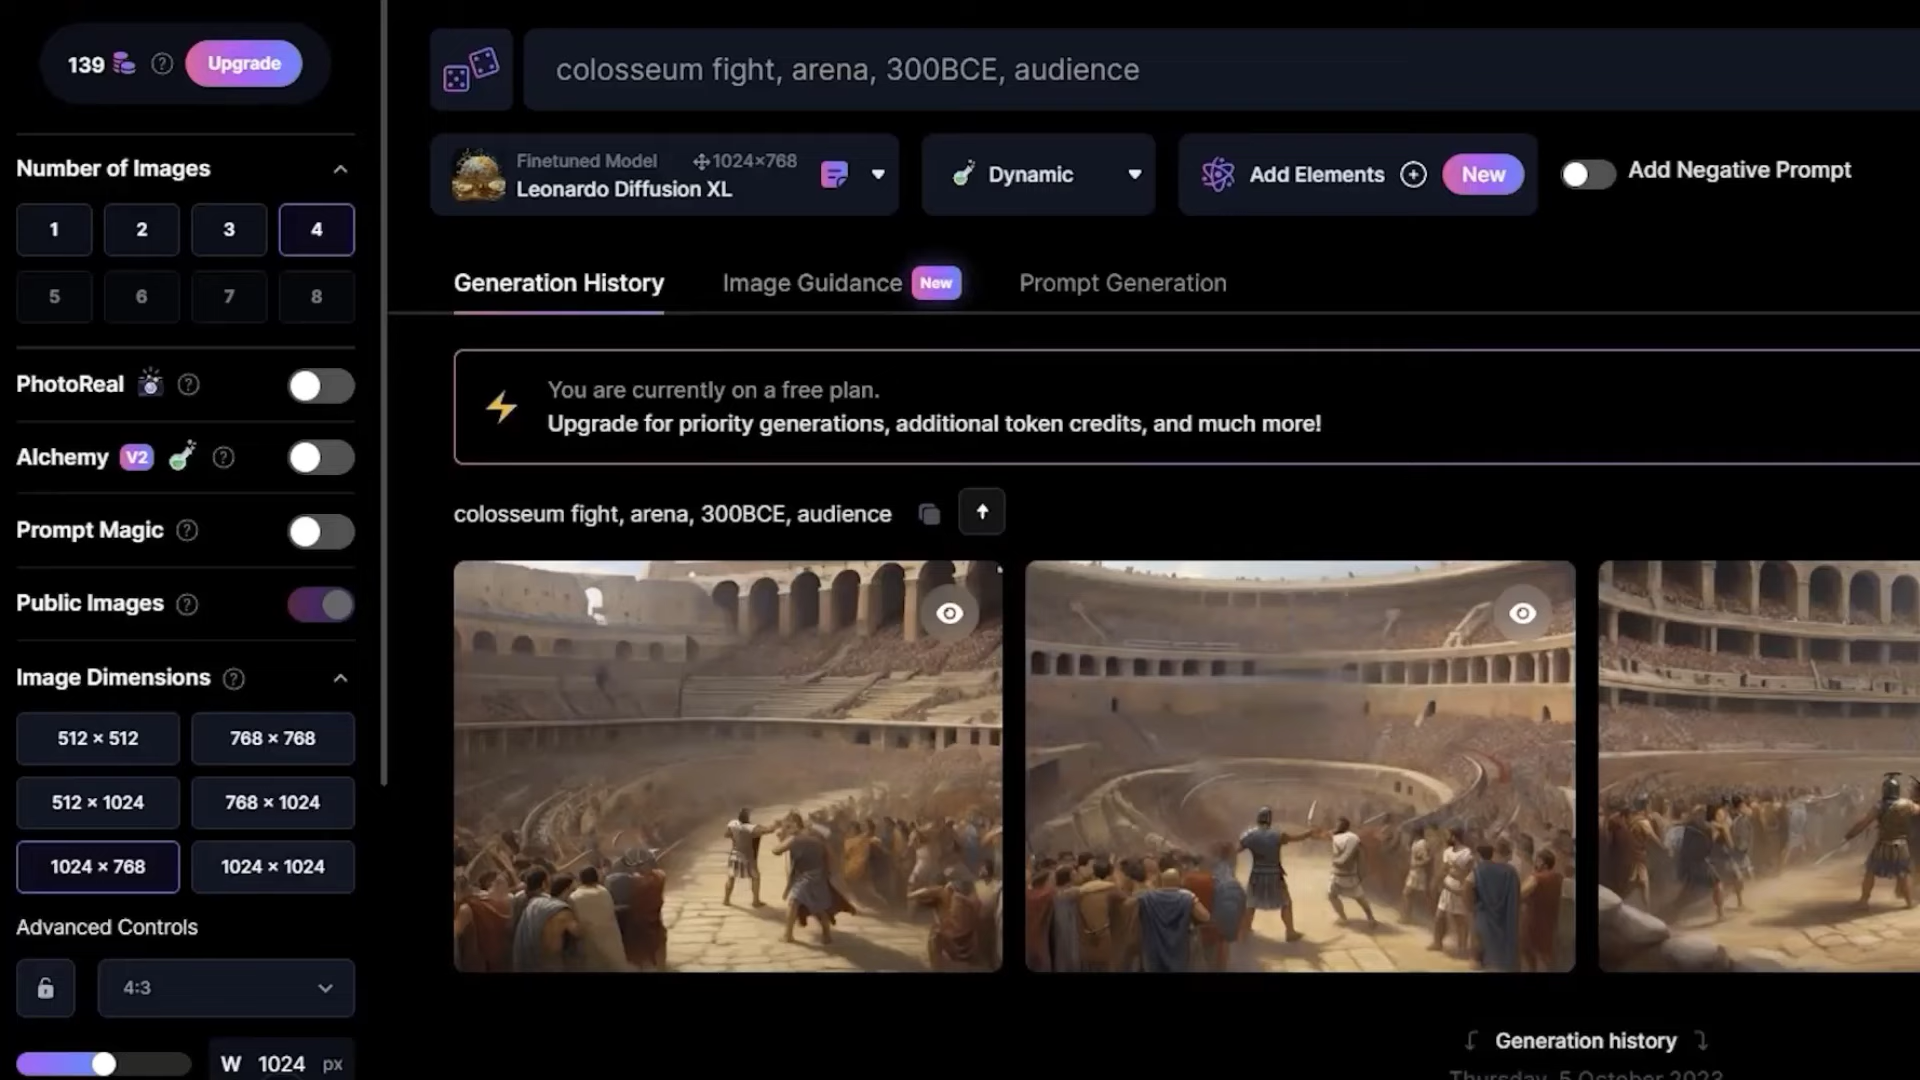 139
Upgrade
Number of Images
1 2 3 4
5 6 7 8
PhotoReal
Alchemy V2
Prompt Magic
Public Images
Image Dimensions
512 × 512 768 × 768
512 × 1024 768 × 1024
1024 × 768 1024 × 1024
Advanced Controls
4:3
W 1024 px
colosseum fight, arena, 300BCE, audience
Finetuned Model 1024×768
Leonardo Diffusion XL
Dynamic
Add Elements New
Add Negative Prompt
Generation History
Image Guidance New
Prompt Generation
You are currently on a free plan.
Upgrade for priority generations, additional token credits, and much more!
colosseum fight, arena, 300BCE, audience
Generation history
Thursday, 5 October 2023